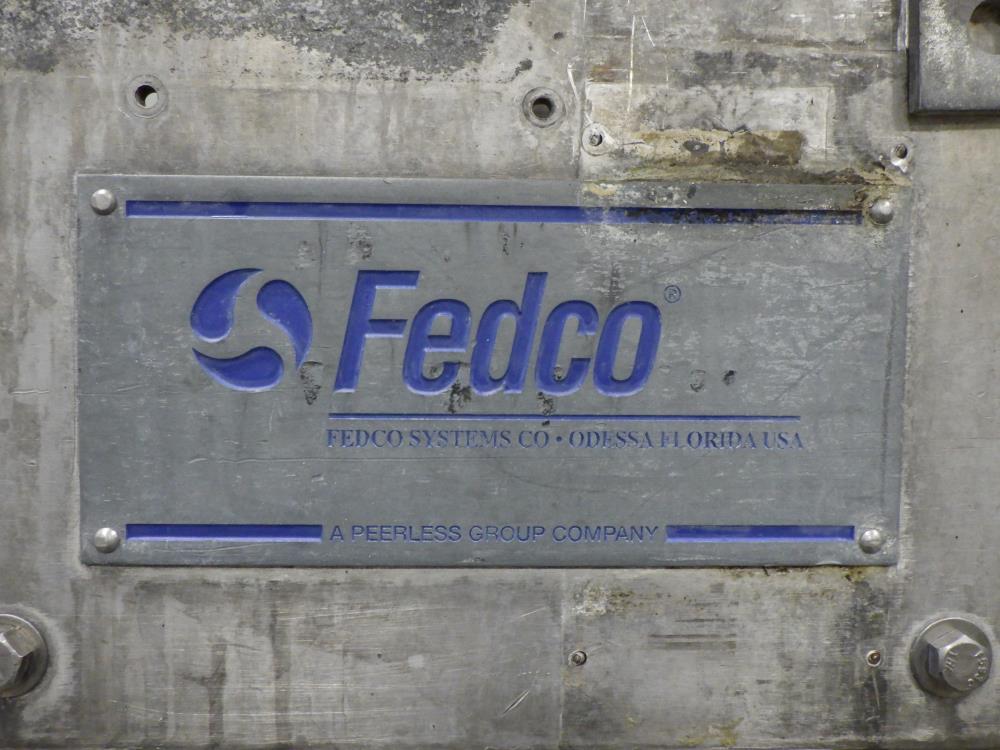 Fedco®
FEDCO SYSTEMS CO • ODESSA FLORIDA USA
A PEERLESS GROUP COMPANY